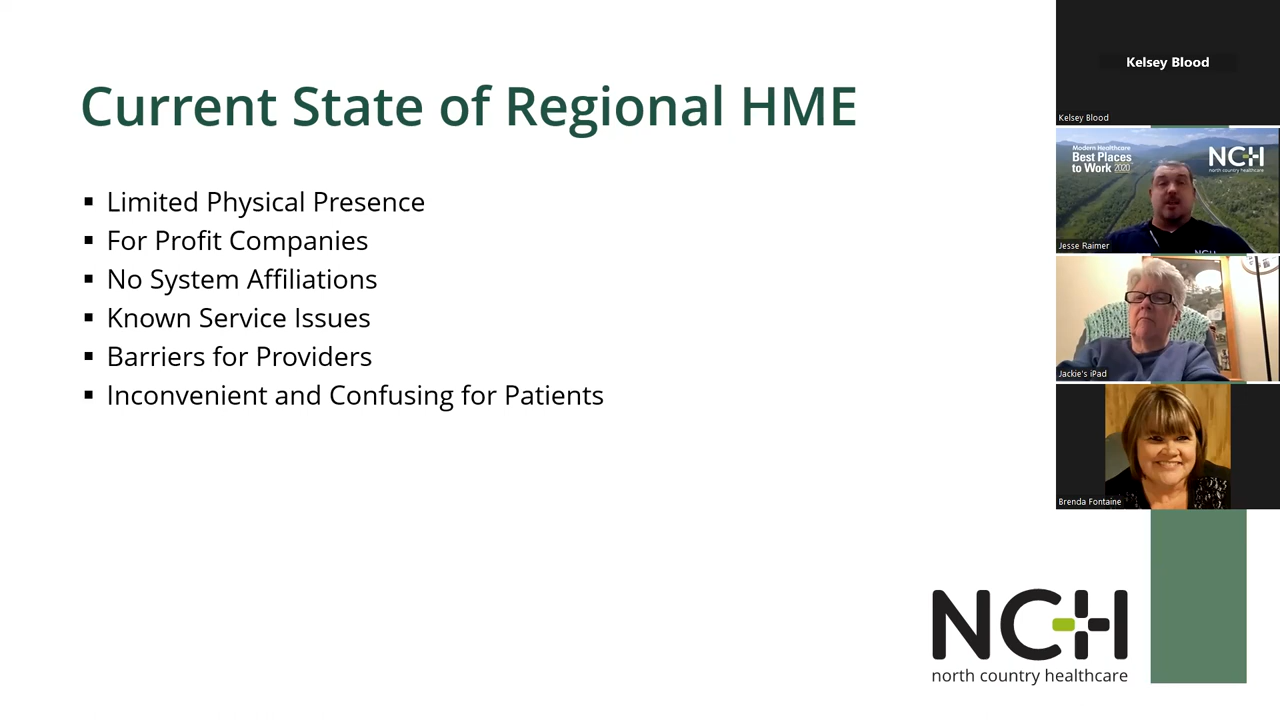 Current State of Regional HME
Limited Physical Presence
For Profit Companies
No System Affiliations
Known Service Issues
Barriers for Providers
Inconvenient and Confusing for Patients
Kelsey Blood
Kelsey Blood
Modern Healthcare
Best Places
to Work 2020
NCH
north country healthcare
NCH
Jesse Raimer
Jackie's iPad
Brenda Fontaine
NCH
north country healthcare